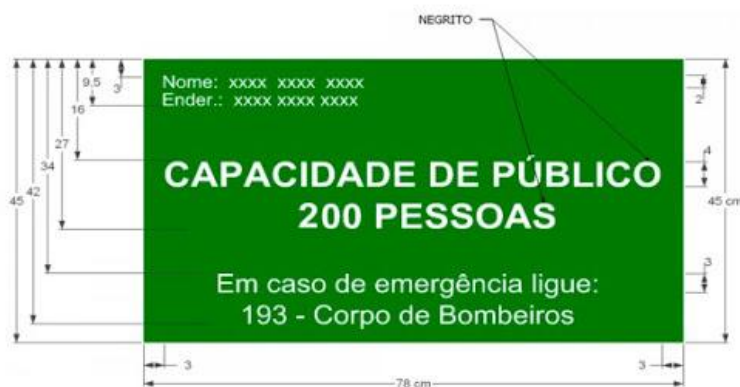 NEGRITO
Nome: xxxx xxxx xxxx
Ender.: xxxx xxxx xxxx
CAPACIDADE DE PÚBLICO
200 PESSOAS
Em caso de emergência ligue:
193 - Corpo de Bombeiros
45
42
34
27
16
9,5
3
2
4
45 cm
3
3
3
78 cm